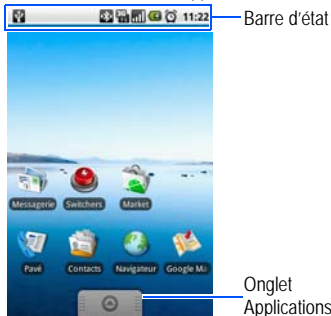 11:22
Barre d'état
Messagerie Switchers Market
Pavé Contacts Navigateur Google Ma
Onglet
Applications